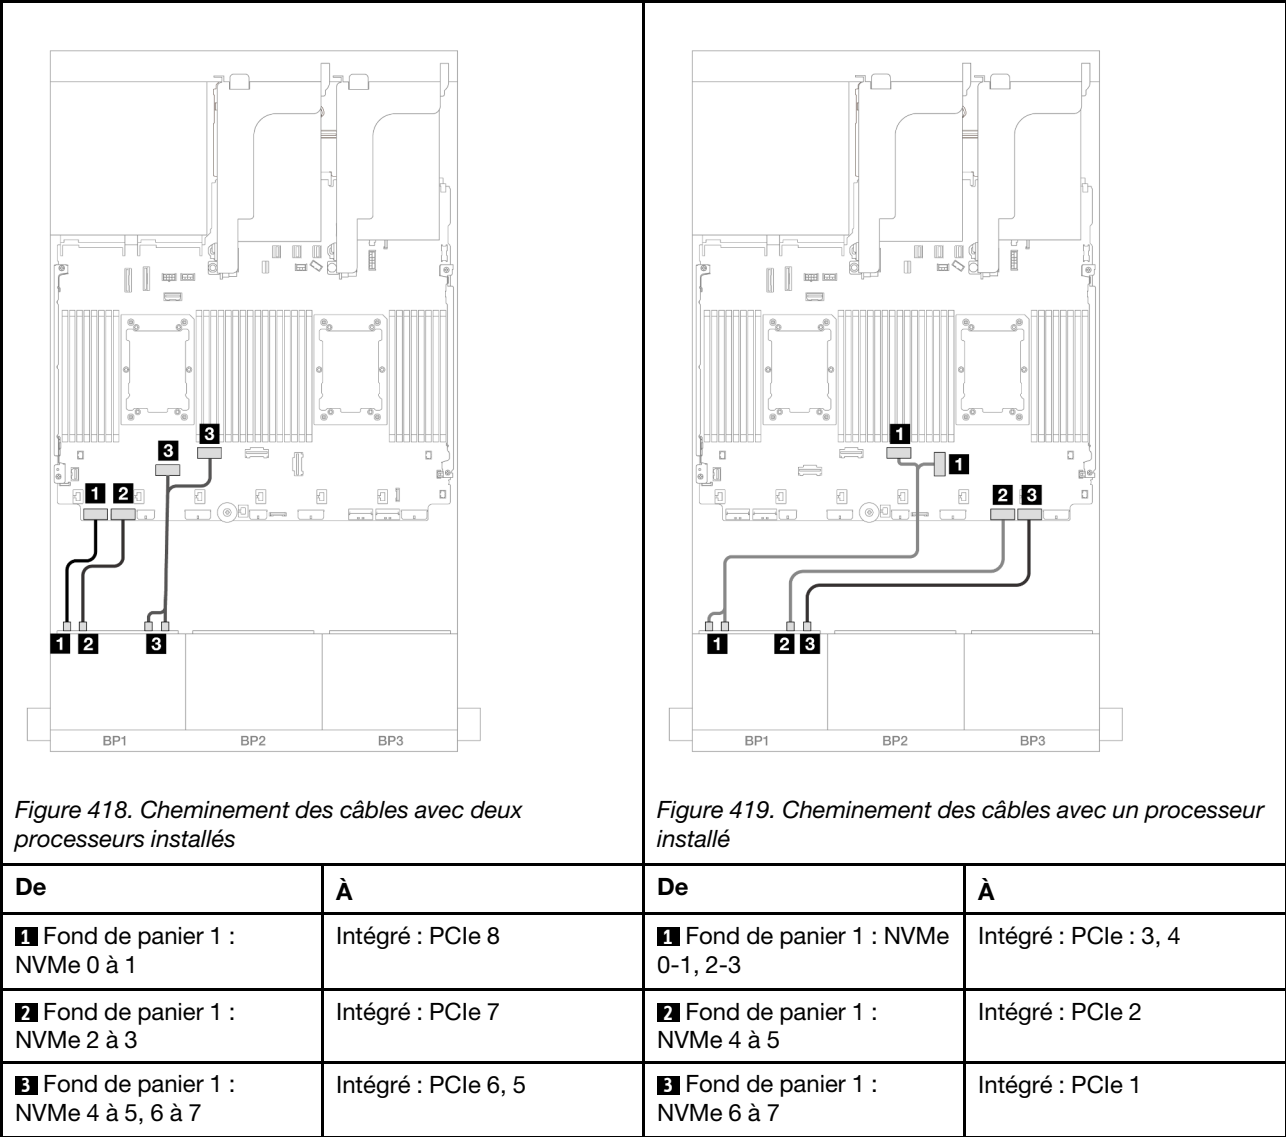 3
3
1 2
1 2 3
BP1 BP2 BP3
Figure 418. Cheminement des câbles avec deux
processeurs installés
1
1
2 3
1 2 3
BP1 BP2 BP3
Figure 419. Cheminement des câbles avec un processeur
installé
De À De À
1 Fond de panier 1 :
NVMe 0 à 1
Intégré : PCIe 8
1 Fond de panier 1 : NVMe
0-1, 2-3
Intégré : PCIe : 3, 4
2 Fond de panier 1 :
NVMe 2 à 3
Intégré : PCIe 7
2 Fond de panier 1 :
NVMe 4 à 5
Intégré : PCIe 2
3 Fond de panier 1 :
NVMe 4 à 5, 6 à 7
Intégré : PCIe 6, 5
3 Fond de panier 1 :
NVMe 6 à 7
Intégré : PCIe 1